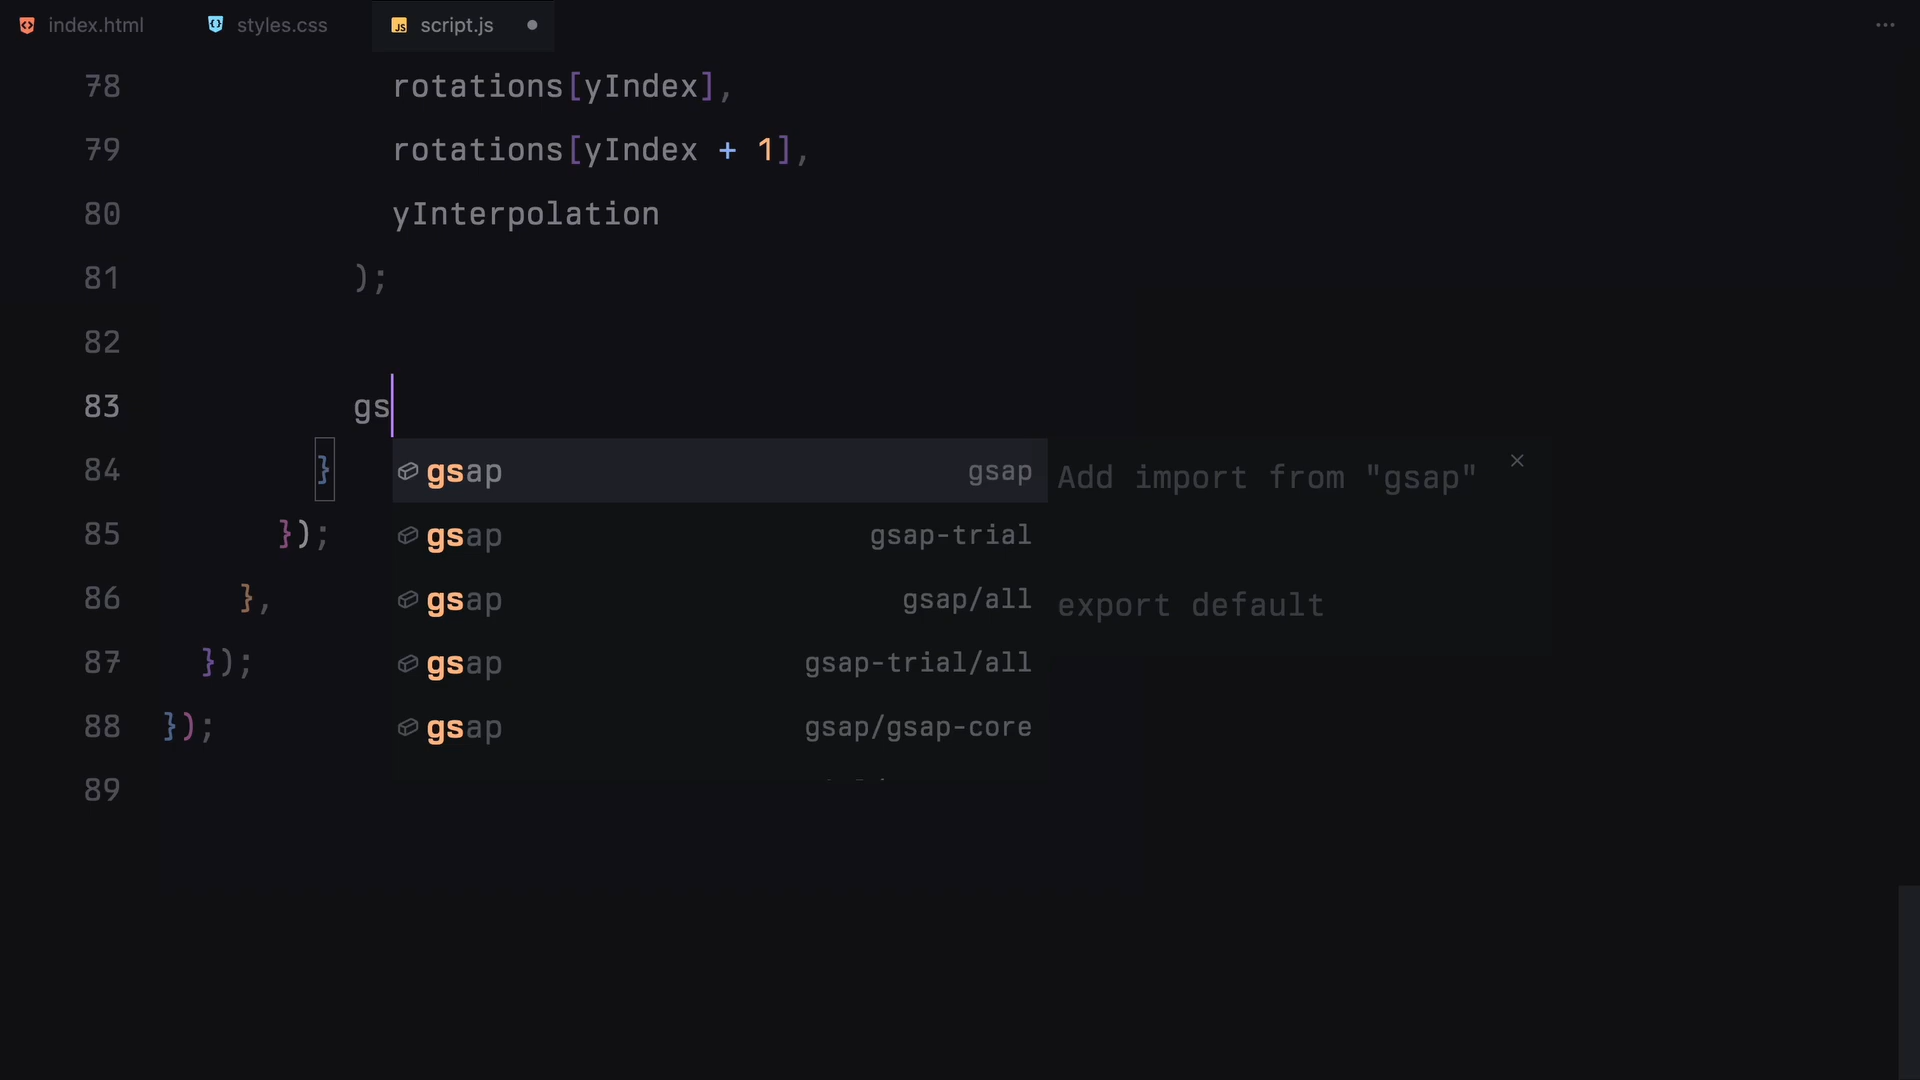 index.html styles.css script.js
78 rotations[yIndex],
79 rotations[yIndex + 1],
80 yInterpolation
81 );
82
83 gs
84 }
85 });
86 },
87 });
88 });
89
gsap gsap
gsap gsap-trial
gsap gsap/all
gsap gsap-trial/all
gsap gsap/gsap-core
Add import from "gsap"
export default